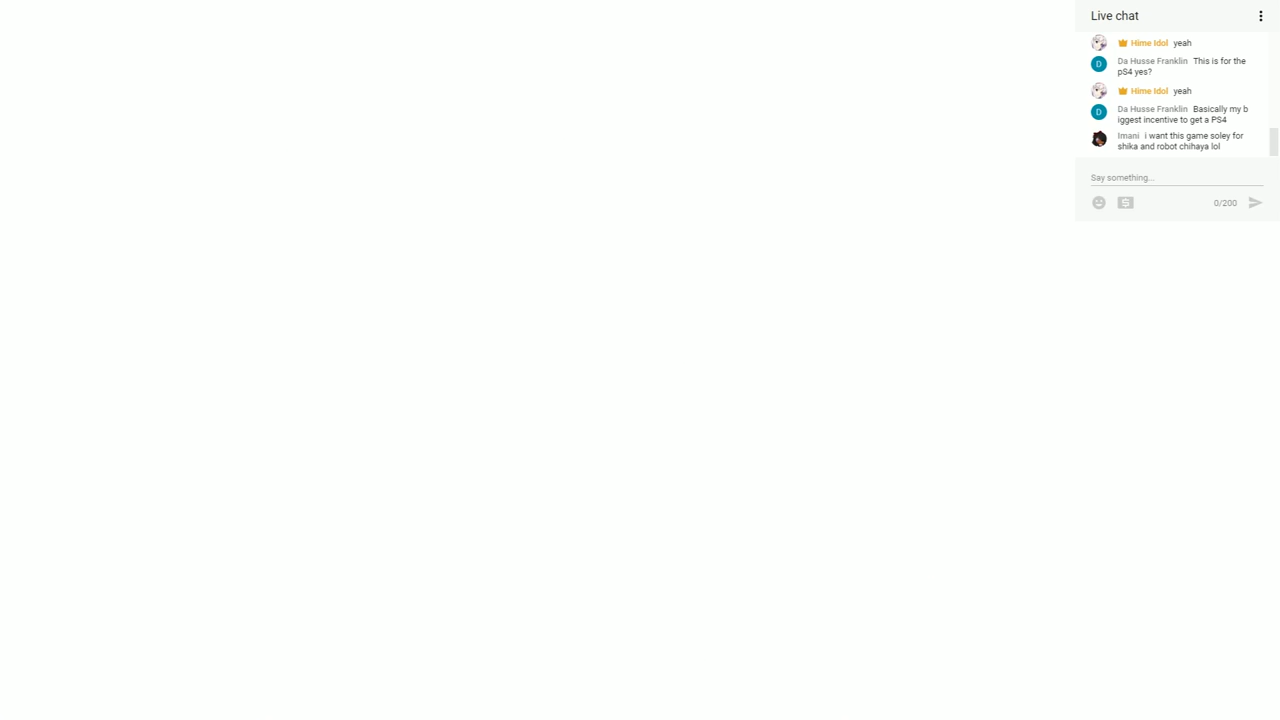 Live chat
Hime Idol yeah
Da Husse Franklin This is for the
pS4 yes?
Hime Idol yeah
Da Husse Franklin Basically my b
iggest incentive to get a PS4
Imani i want this game soley for
shika and robot chihaya lol
Say something...
0/200